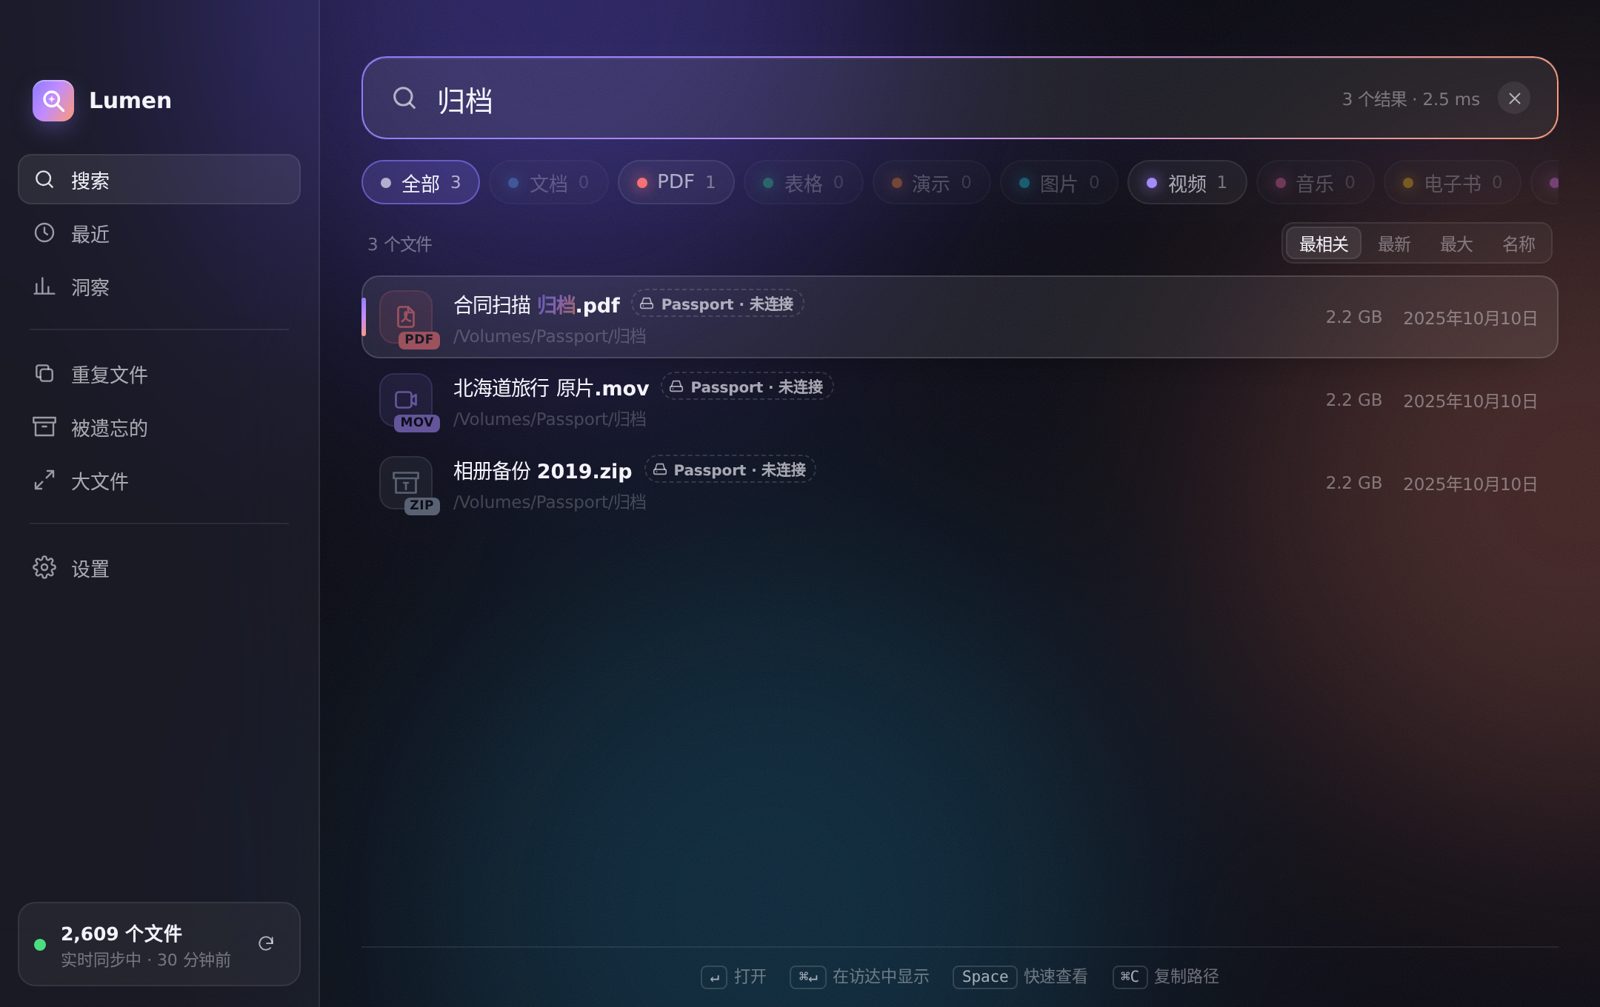 Lumen
搜索
最近
洞察
重复文件
被遗忘的
大文件
设置
2,609 个文件
实时同步中 · 30 分钟前
归档
3 个结果 · 2.5 ms
全部 3
文档 0
PDF 1
表格 0
演示 0
图片 0
视频 1
音乐 0
电子书 0
3 个文件
最相关 最新 最大 名称
合同扫描 归档.pdf Passport · 未连接
PDF
/Volumes/Passport/归档
2.2 GB 2025年10月10日
北海道旅行 原片.mov Passport · 未连接
MOV
/Volumes/Passport/归档
2.2 GB 2025年10月10日
相册备份 2019.zip Passport · 未连接
ZIP
/Volumes/Passport/归档
2.2 GB 2025年10月10日
↵ 打开 ⌘↵ 在访达中显示 Space 快速查看 ⌘C 复制路径